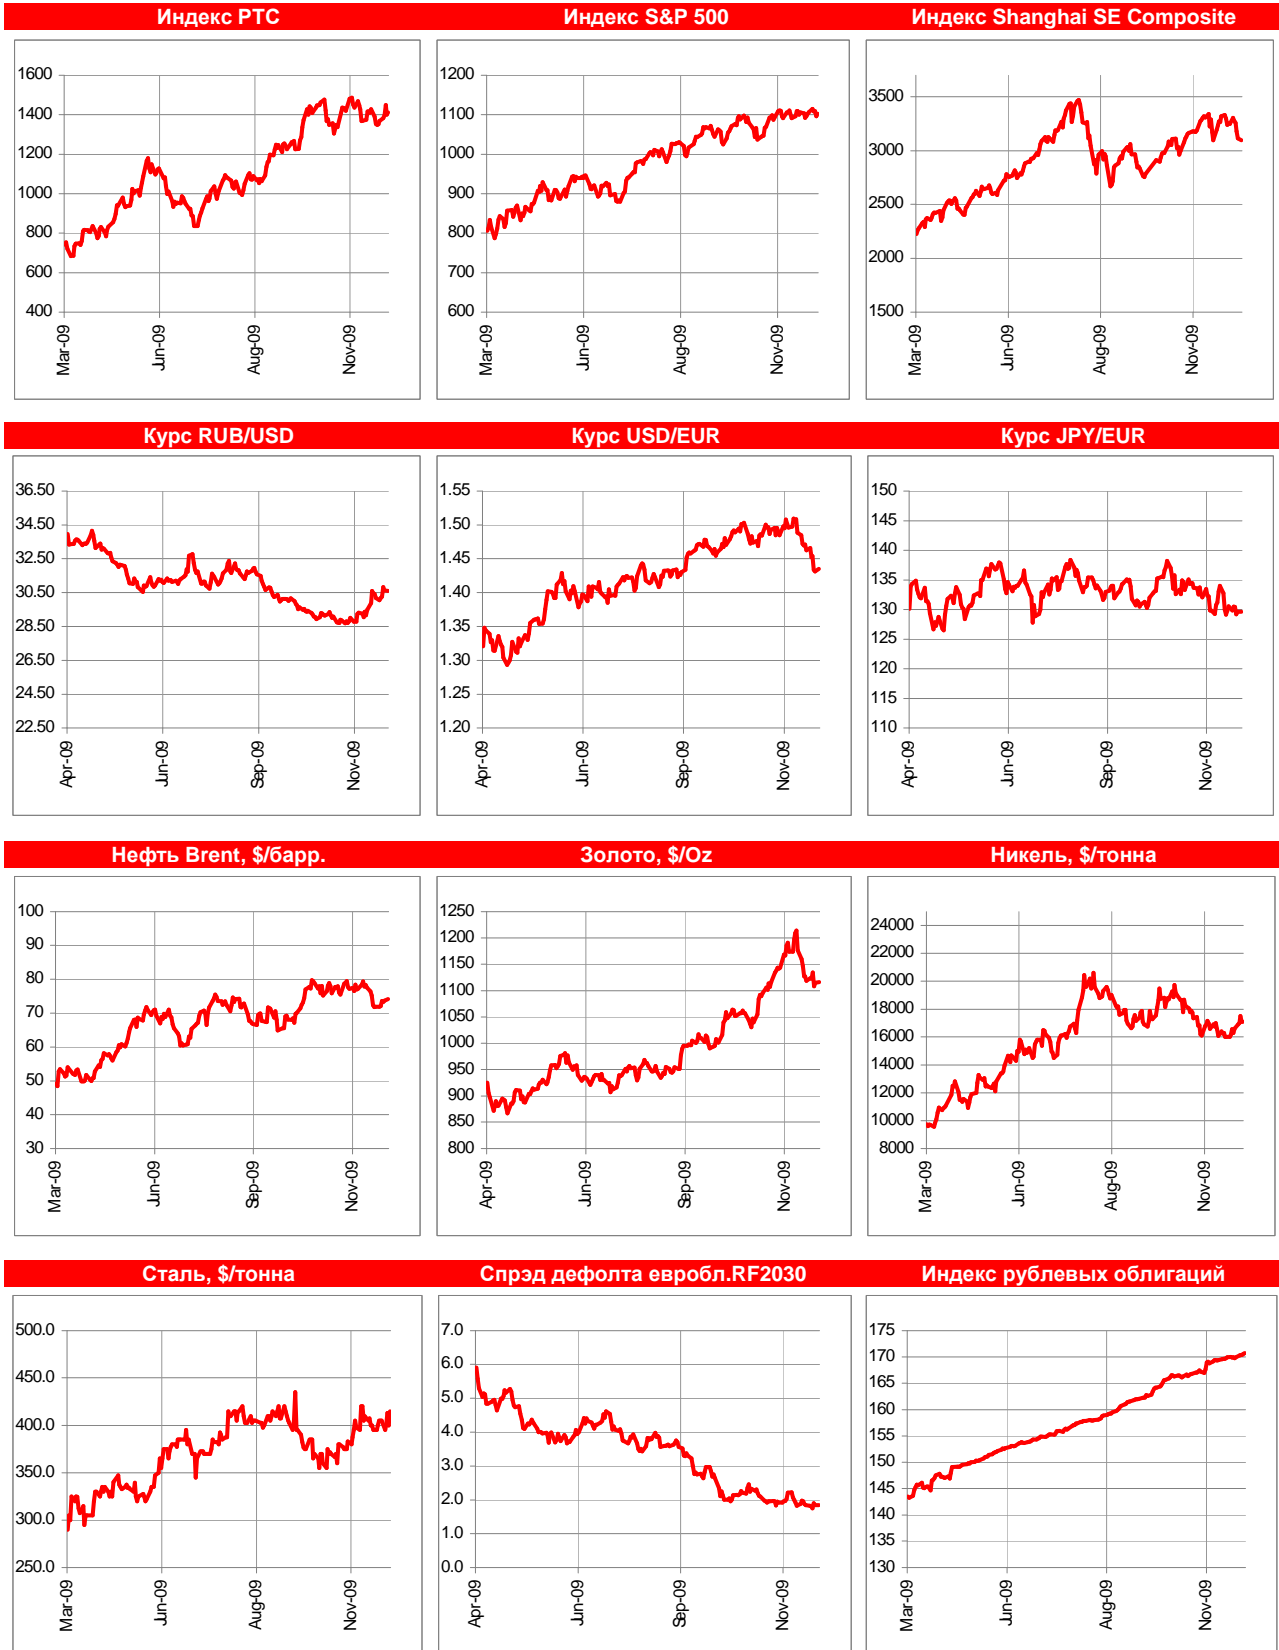 Индекс РТС
1600
1400
1200
1000
800
600
400
Mar-09
Jun-09
Aug-09
Nov-09
Индекс S&P 500
1200
1100
1000
900
800
700
600
Mar-09
Jun-09
Aug-09
Nov-09
Индекс Shanghai SE Composite
3500
3000
2500
2000
1500
Mar-09
Jun-09
Aug-09
Nov-09
Курс RUB/USD
36.50
34.50
32.50
30.50
28.50
26.50
24.50
22.50
Apr-09
Jun-09
Sep-09
Nov-09
Курс USD/EUR
1.55
1.50
1.45
1.40
1.35
1.30
1.25
1.20
Apr-09
Jun-09
Sep-09
Nov-09
Курс JPY/EUR
150
145
140
135
130
125
120
115
110
Apr-09
Jun-09
Sep-09
Nov-09
Нефть Brent, $/барр.
100
90
80
70
60
50
40
30
Mar-09
Jun-09
Sep-09
Nov-09
Золото, $/Oz
1250
1200
1150
1100
1050
1000
950
900
850
800
Apr-09
Jun-09
Sep-09
Nov-09
Никель, $/тонна
24000
22000
20000
18000
16000
14000
12000
10000
8000
Mar-09
Jun-09
Aug-09
Nov-09
Сталь, $/тонна
500.0
450.0
400.0
350.0
300.0
250.0
Mar-09
Jun-09
Aug-09
Nov-09
Спрэд дефолта евробл.RF2030
7.0
6.0
5.0
4.0
3.0
2.0
1.0
0.0
Apr-09
Jun-09
Sep-09
Nov-09
Индекс рублевых облигаций
175
170
165
160
155
150
145
140
135
130
Mar-09
Jun-09
Aug-09
Nov-09